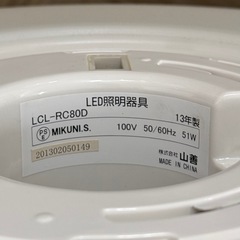 LED照明器具
LCL-RC80D 13年製
PSE MIKUNI.S. 100V 50/60Hz 51W
201302050149 株式会社 山善
MADE IN CHINA